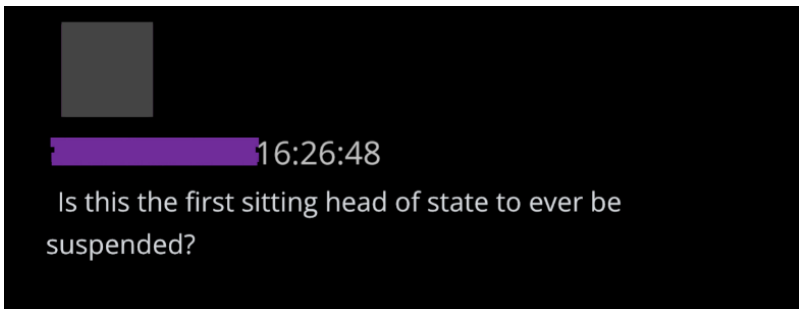 16:26:48
Is this the first sitting head of state to ever be
suspended?